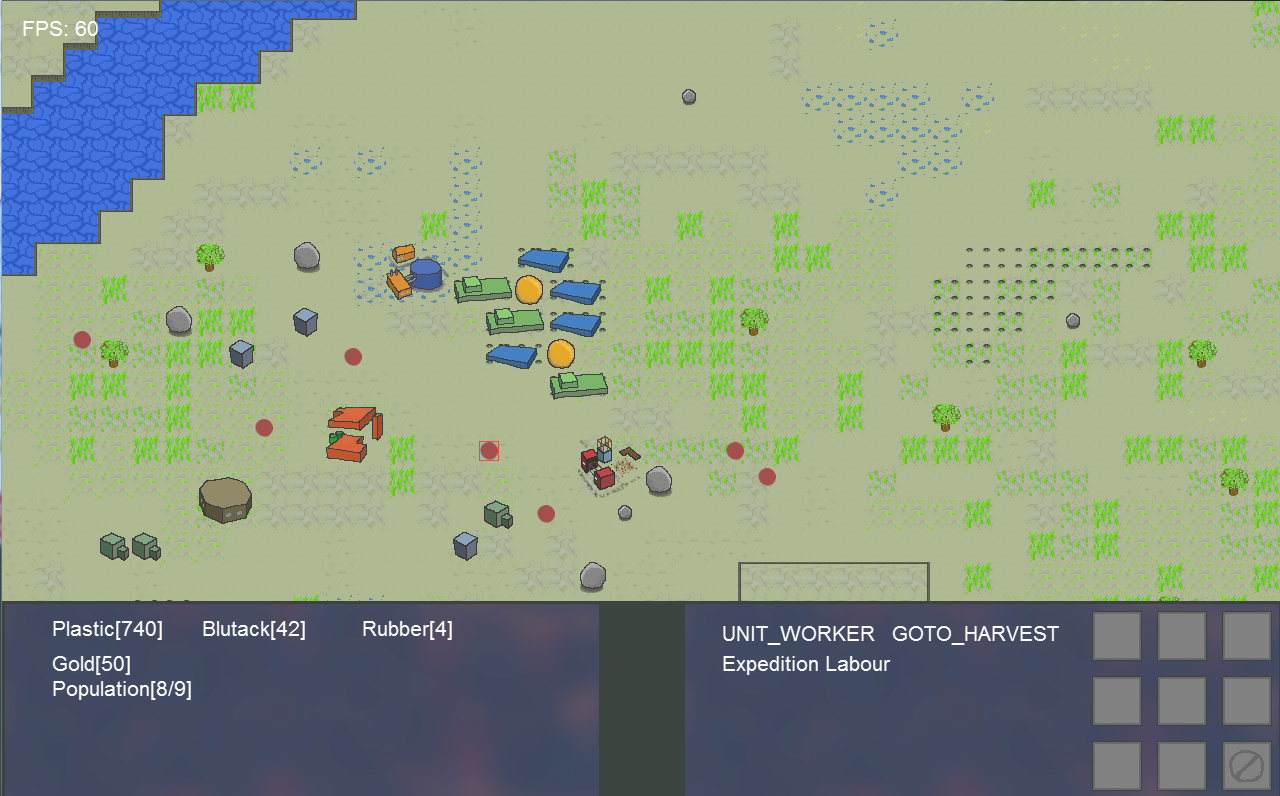 FPS: 60
Plastic[740] Blutack[42] Rubber[4]
Gold[50]
Population[8/9]
UNIT_WORKER GOTO_HARVEST
Expedition Labour